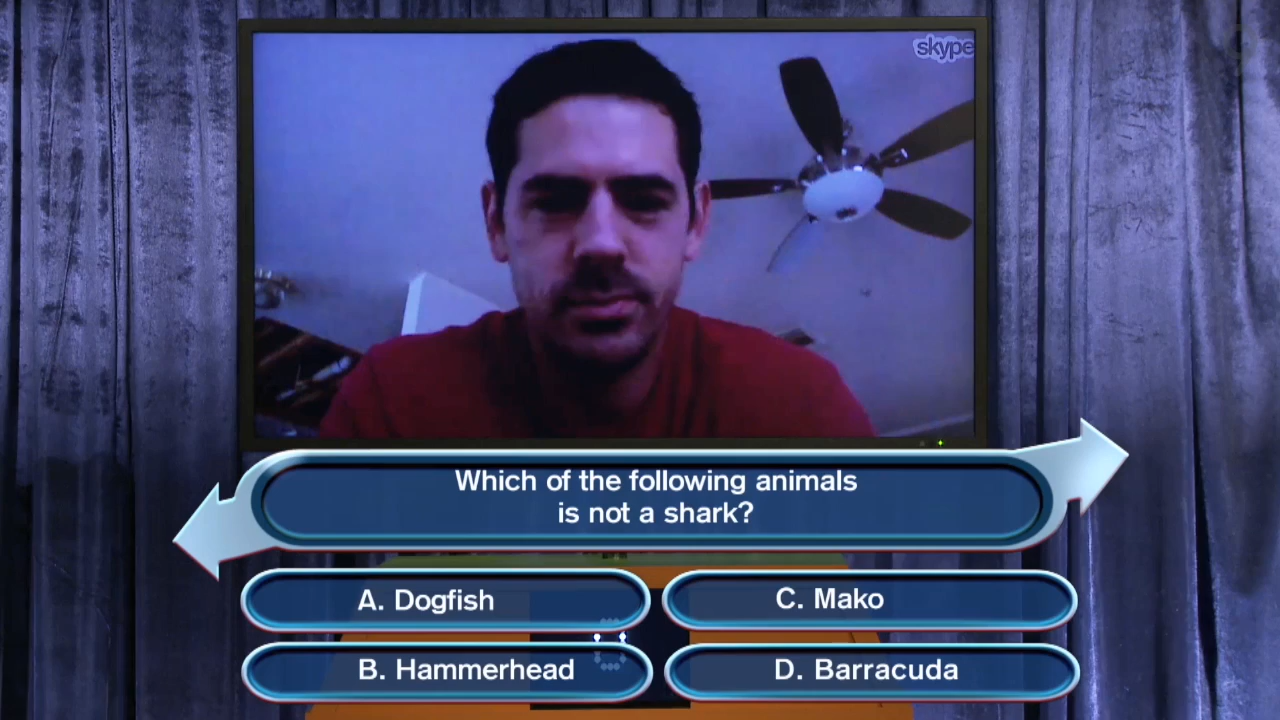 skype
Which of the following animals
is not a shark?
A. Dogfish
C. Mako
B. Hammerhead
D. Barracuda